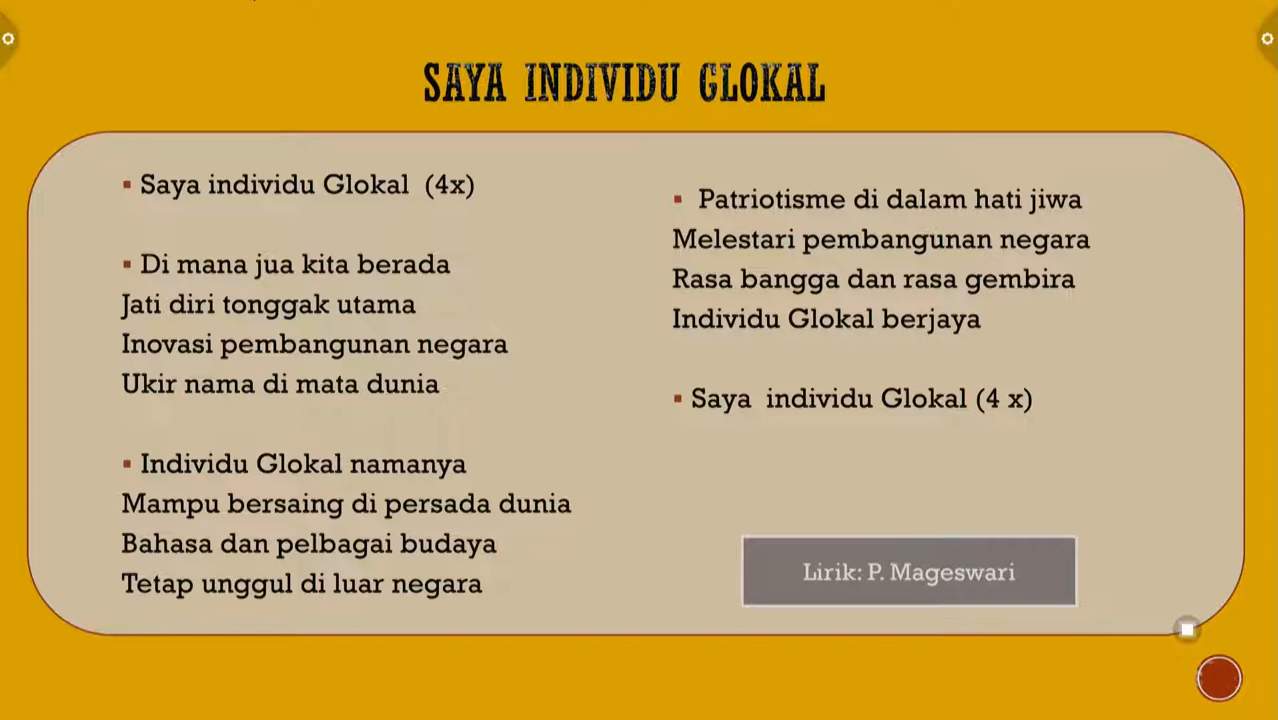 SAYA INDIVIDU GLOKAL
▪ Saya individu Glokal (4x)
▪ Di mana jua kita berada
Jati diri tonggak utama
Inovasi pembangunan negara
Ukir nama di mata dunia
▪ Individu Glokal namanya
Mampu bersaing di persada dunia
Bahasa dan pelbagai budaya
Tetap unggul di luar negara
▪ Patriotisme di dalam hati jiwa
Melestari pembangunan negara
Rasa bangga dan rasa gembira
Individu Glokal berjaya
▪ Saya individu Glokal (4 x)
Lirik: P. Mageswari